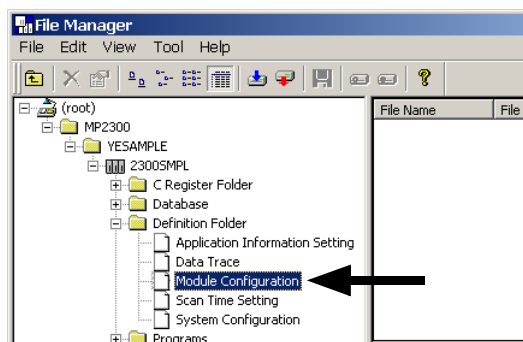 File Manager
File Edit View Tool Help
(root)
File Name File
MP2300
YESAMPLE
2300SMPL
C Register Folder
Database
Definition Folder
Application Information Setting
Data Trace
Module Configuration
Scan Time Setting
System Configuration
Programs